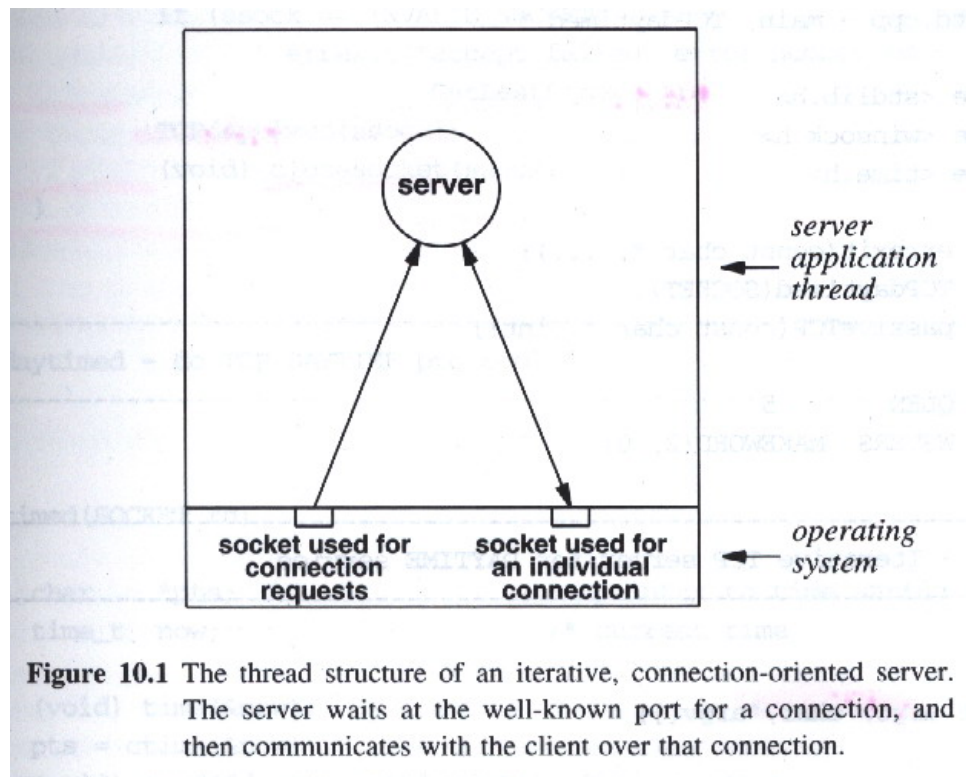 server
server
application
thread
socket used for
connection
requests
socket used for
an individual
connection
operating
system
Figure 10.1 The thread structure of an iterative, connection-oriented server.
The server waits at the well-known port for a connection, and
then communicates with the client over that connection.